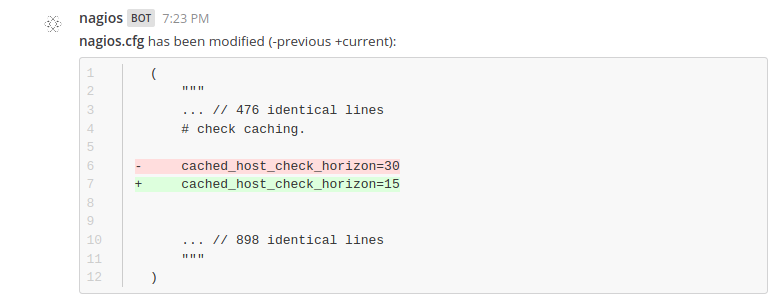 nagios BOT 7:23 PM
nagios.cfg has been modified (-previous +current):
1 (
2 """
3 ... // 476 identical lines
4 # check caching.
5
6 - cached_host_check_horizon=30
7 + cached_host_check_horizon=15
8
9
10 ... // 898 identical lines
11 """
12 )